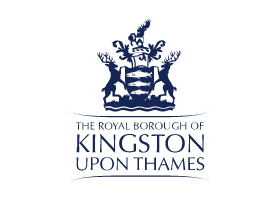 THE ROYAL BOROUGH OF
KINGSTON
UPON THAMES